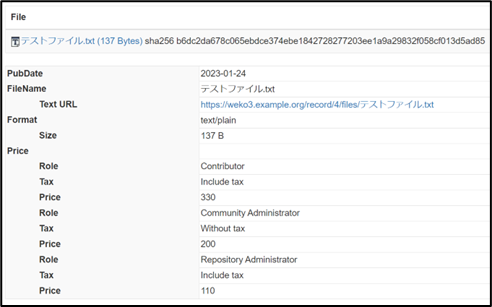 File
テストファイル.txt (137 Bytes) sha256 b6dc2da678c065ebdce374ebe1842728277203ee1a9a29832f058cf013d5ad85
PubDate 2023-01-24
FileName テストファイル.txt
Text URL https://weko3.example.org/record/4/files/テストファイル.txt
Format text/plain
Size 137 B
Price
Role Contributor
Tax Include tax
Price 330
Role Community Administrator
Tax Without tax
Price 200
Role Repository Administrator
Tax Include tax
Price 110